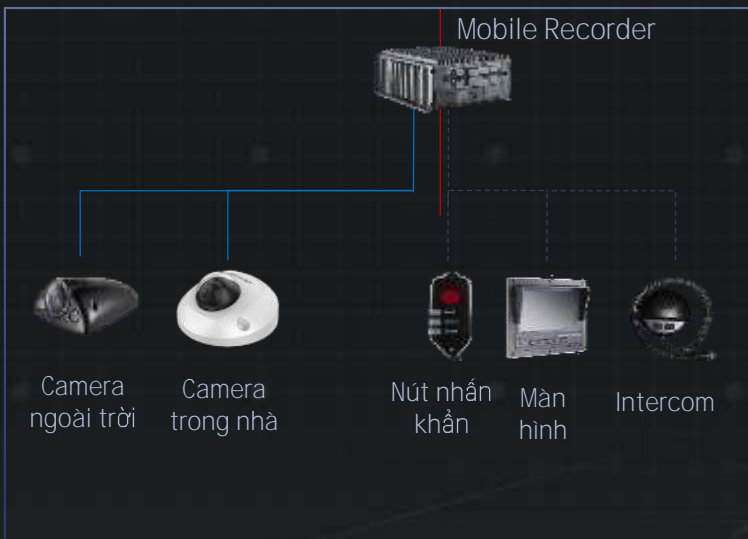 Mobile Recorder
Camera
ngoài trời
Camera
trong nhà
Nút nhấn
khẩn
Màn
hình
Intercom